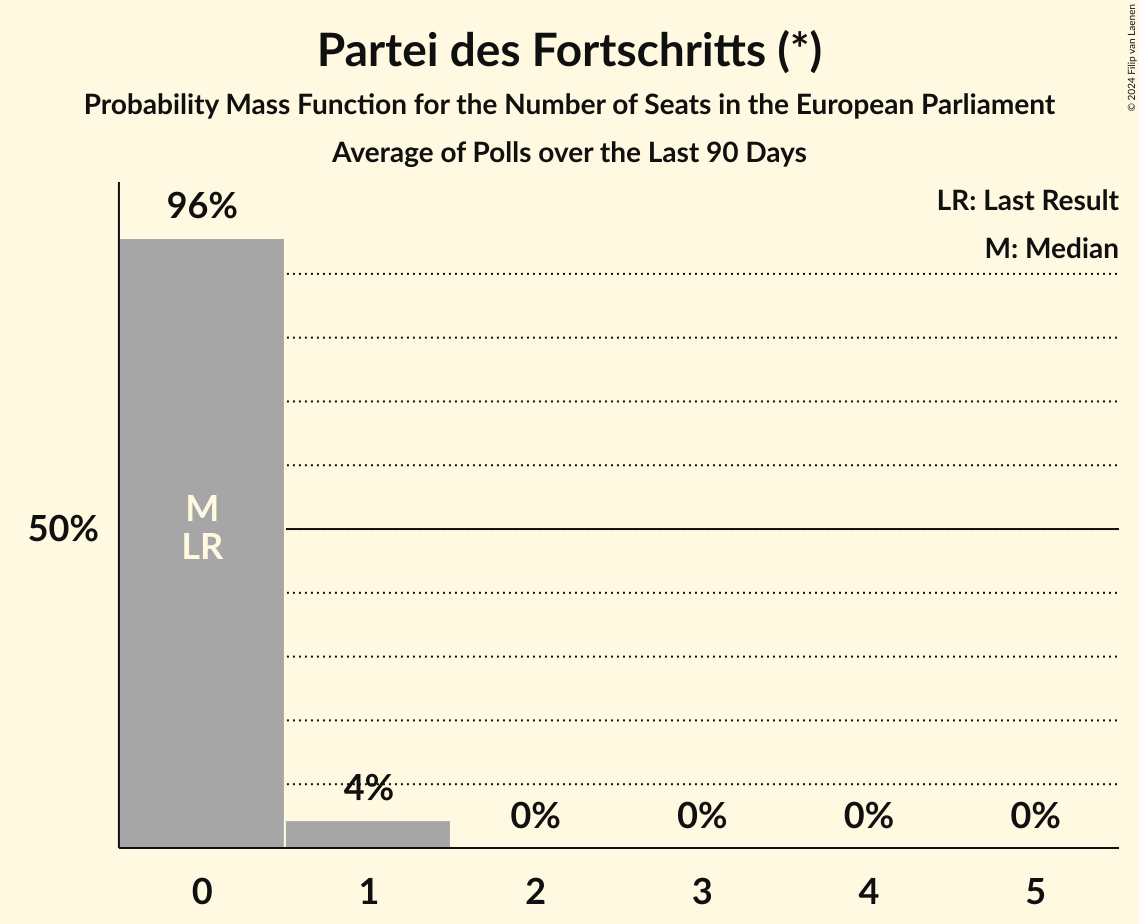 Partei des Fortschritts (*)
Probability Mass Function for the Number of Seats in the European Parliament
Average of Polls over the Last 90 Days
© 2024 Filip van Laenen
LR: Last Result
M: Median
96%
M
LR
50%
4%
0%
0%
0%
0%
0
1
2
3
4
5